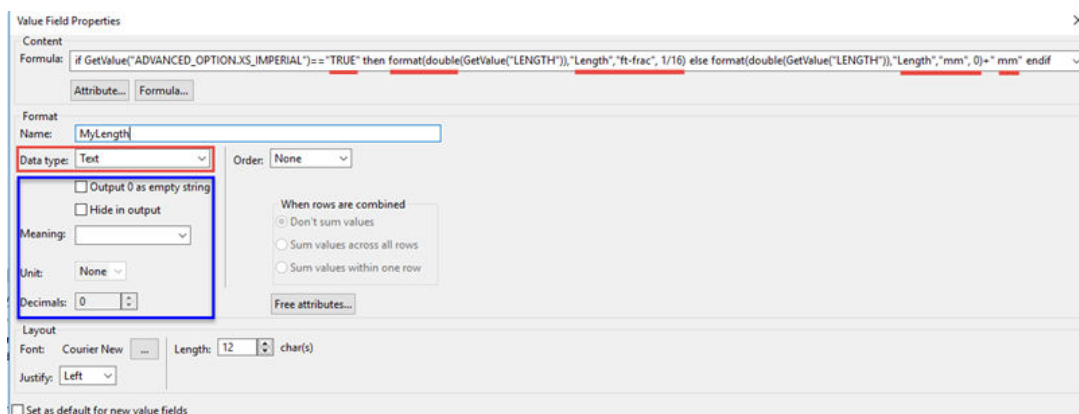 Value Field Properties
Content
Formula: if GetValue("ADVANCED_OPTION.XS_IMPERIAL")=="TRUE" then format(double(GetValue("LENGTH")),"Length","ft-frac", 1/16) else format(double(GetValue("LENGTH")),"Length","mm", 0)+" mm" endif
Attribute... Formula...
Format
Name: MyLength
Data type: Text Order: None
Output 0 as empty string
Hide in output
When rows are combined
Don't sum values
Meaning:
Sum values across all rows
Unit: None
Sum values within one row
Decimals: 0
Free attributes...
Layout
Font: Courier New ... Length: 12 char(s)
Justify: Left
Set as default for new value fields